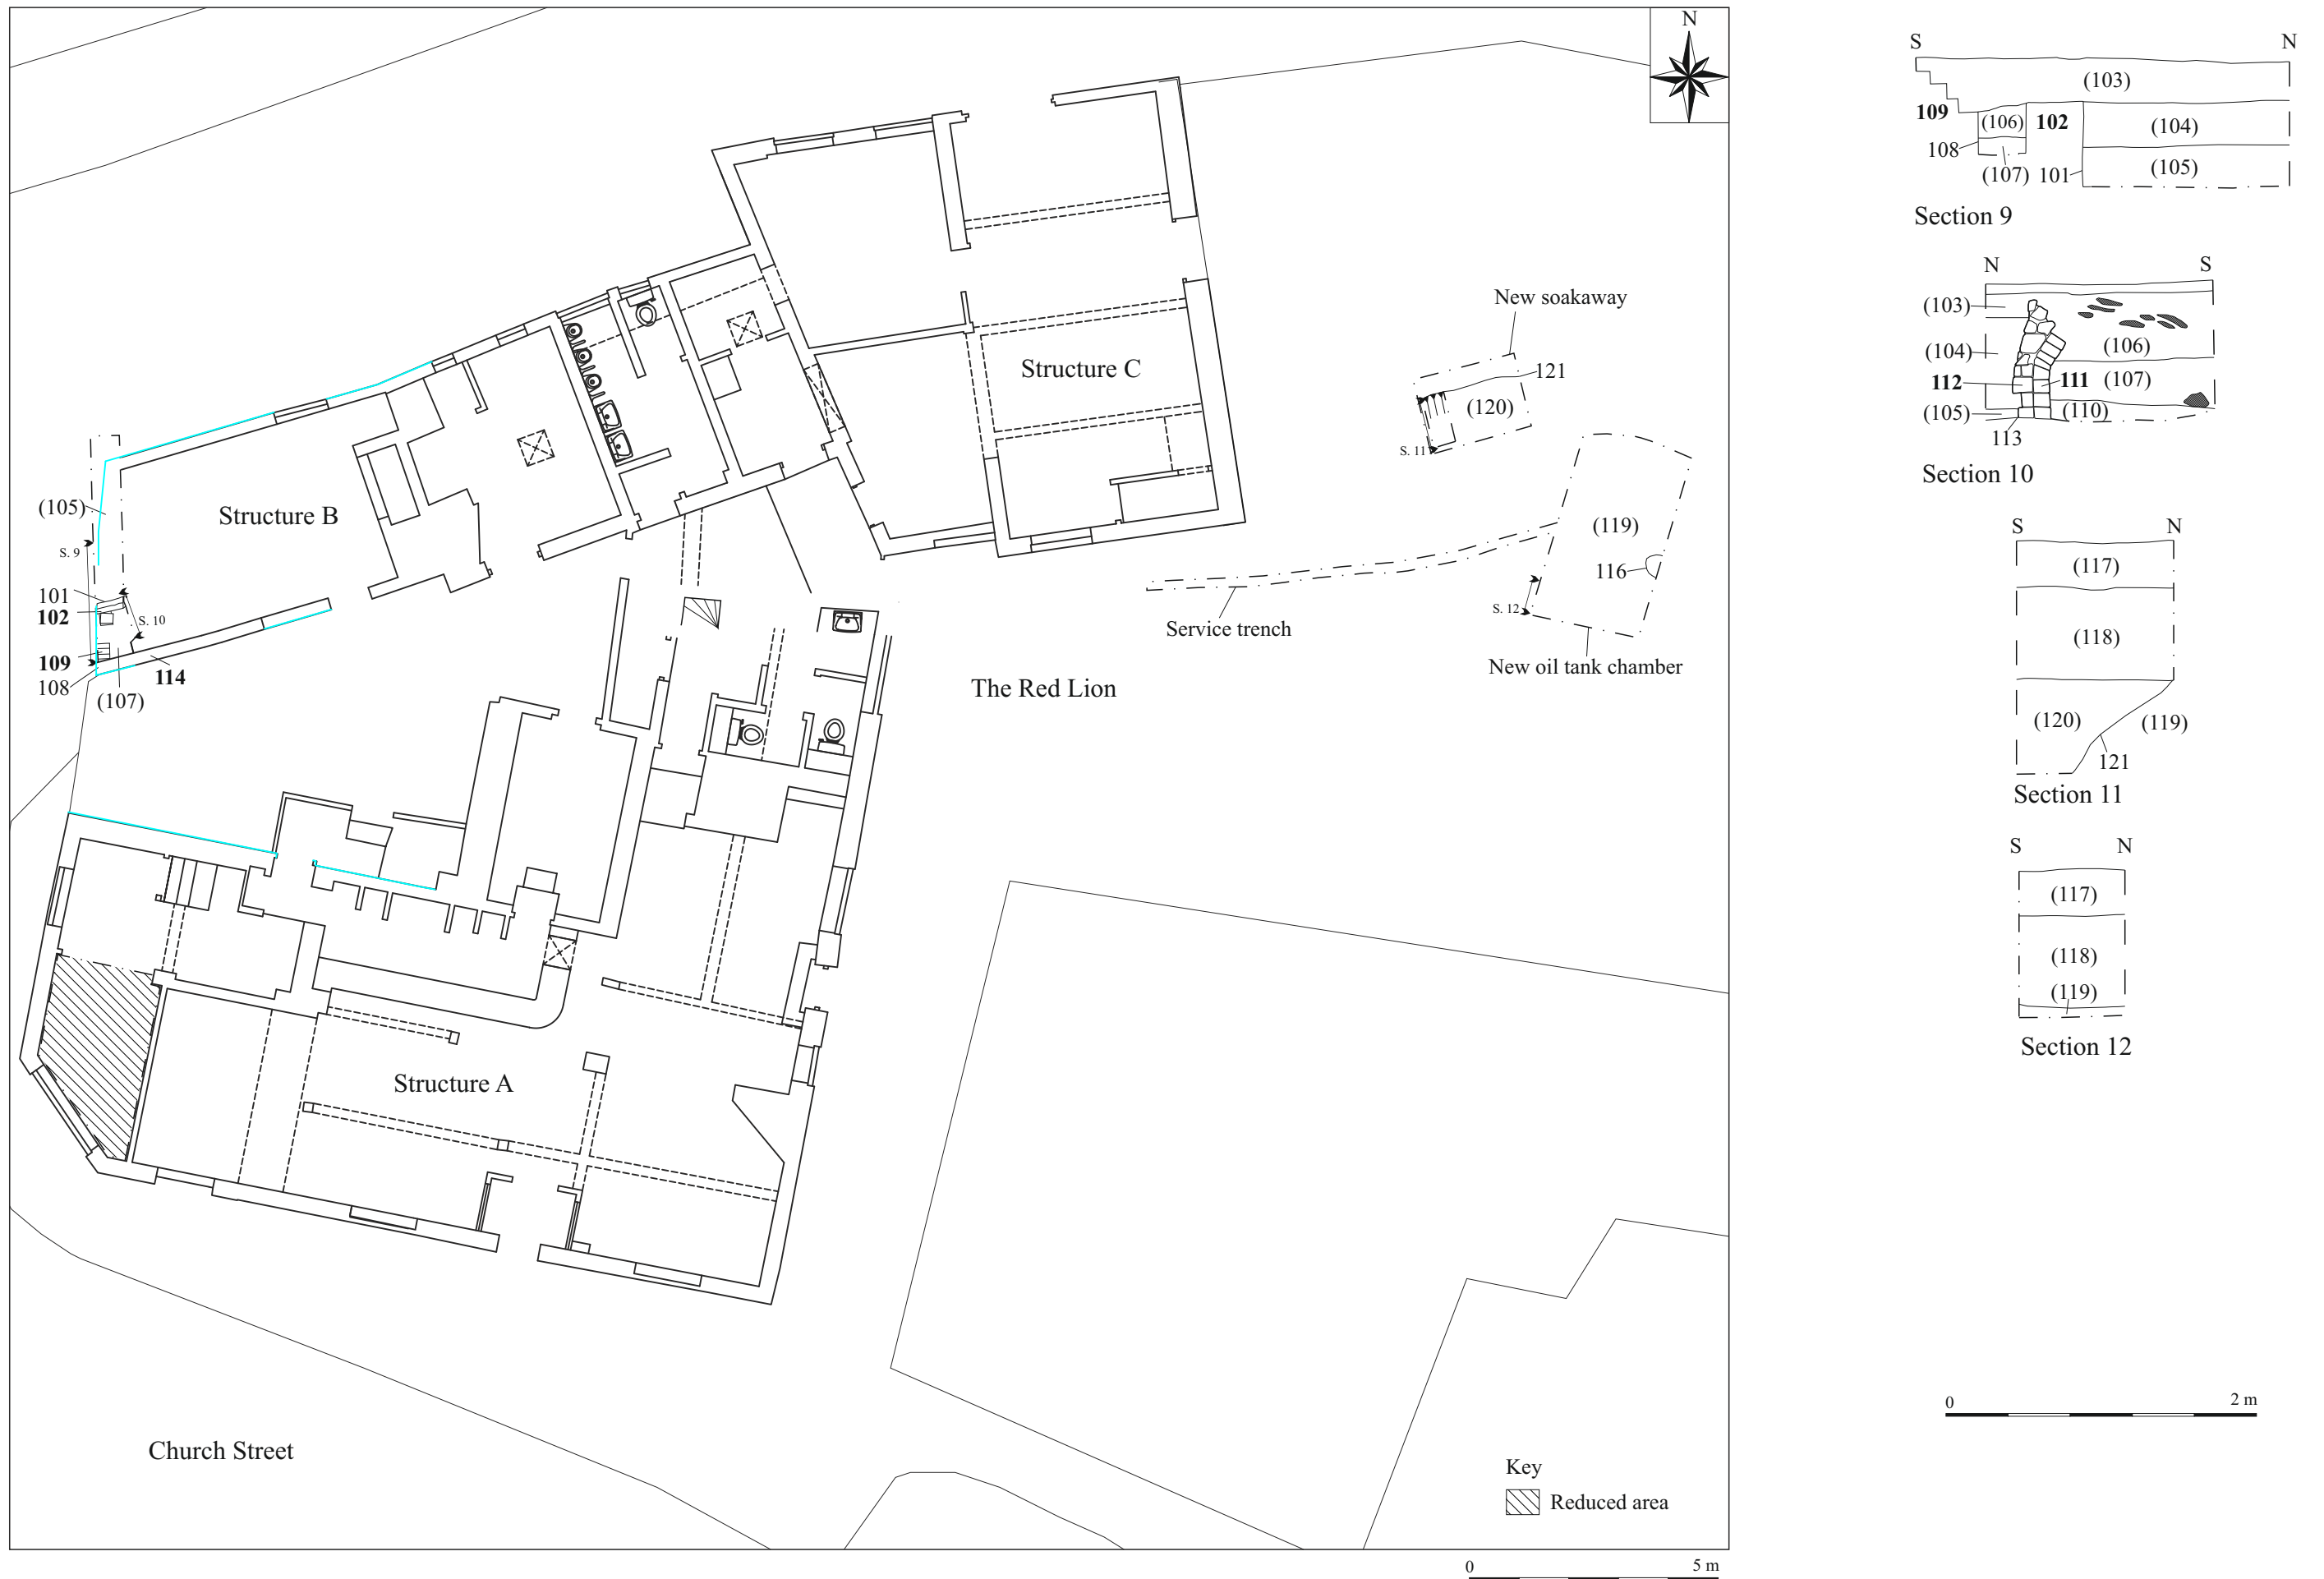 N
Structure C
New soakaway
121
(120)
S. 11
(105)
Structure B
S. 9
101
102
S. 10
109
108
114
(107)
(119)
116
S. 12
Service trench
New oil tank chamber
The Red Lion
Structure A
Church Street
Key
Reduced area
0 5 m
S N
(103)
109
(106)
102
(104)
108
(107)
101
(105)
Section 9
N S
(103)
(104)
(106)
112
111
(107)
(105)
(110)
113
Section 10
S N
(117)
(118)
(120)
(119)
121
Section 11
S N
(117)
(118)
(119)
Section 12
0 2 m